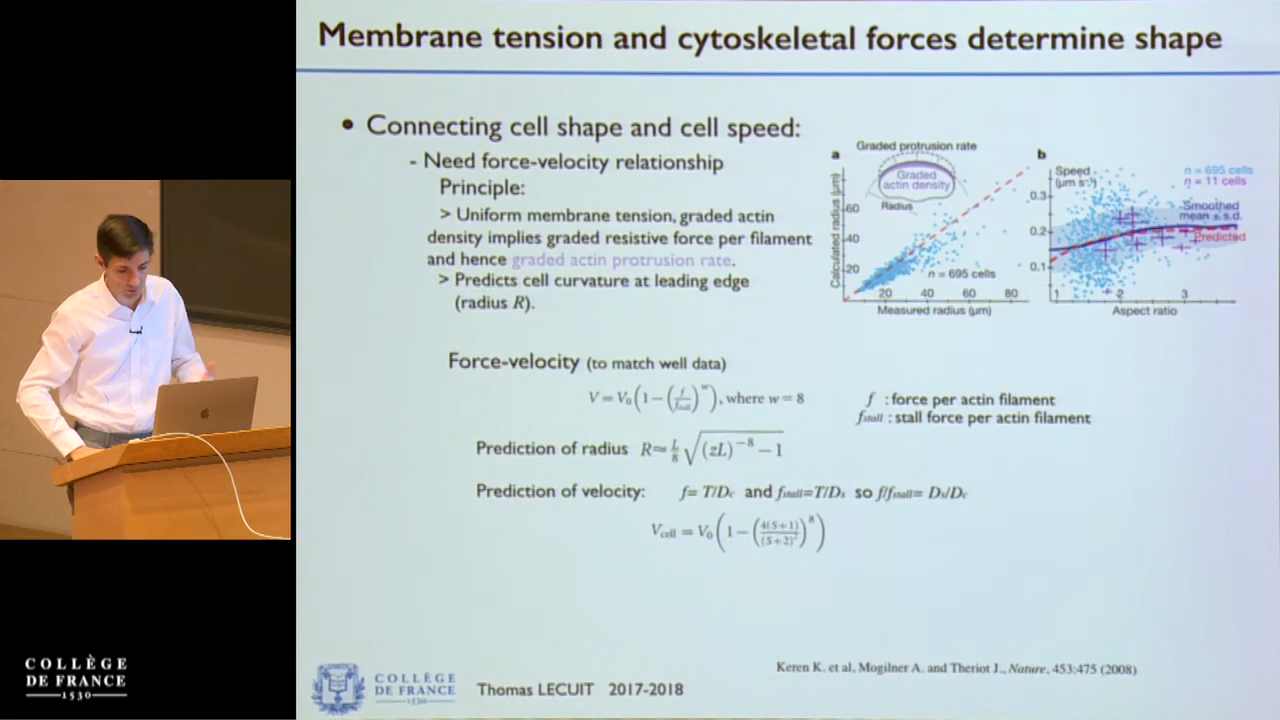 Membrane tension and cytoskeletal forces determine shape
• Connecting cell shape and cell speed:
- Need force-velocity relationship
Principle:
> Uniform membrane tension, graded actin
density implies graded resistive force per filament
and hence graded actin protrusion rate.
> Predicts cell curvature at leading edge
(radius R).
a
Graded protrusion rate
Graded
actin density
Radius
Calculated radius (μm)
60
40
20
n = 695 cells
20 40 60 80
Measured radius (μm)
b
Speed
(μm s⁻¹)
n = 695 cells
n = 11 cells
0.3
Smoothed
mean ± s.d.
0.2
Predicted
0.1
1 2 3
Aspect ratio
Force-velocity (to match well data)
V = V₀(1 − (f/f_stall)^w), where w = 8
f : force per actin filament
f_stall : stall force per actin filament
Prediction of radius R ≈ L/8 √((zL)⁻⁸ − 1)
Prediction of velocity: f= T/Dc and f_stall=T/Ds so f/f_stall= Ds/Dc
V_cell = V₀(1 − (4(S+1)/(S+2)²)⁸)
Keren K. et al, Mogilner A. and Theriot J., Nature, 453:475 (2008)
COLLÈGE
DE FRANCE
1530
COLLÈGE
DE FRANCE
1530
Thomas LECUIT 2017-2018